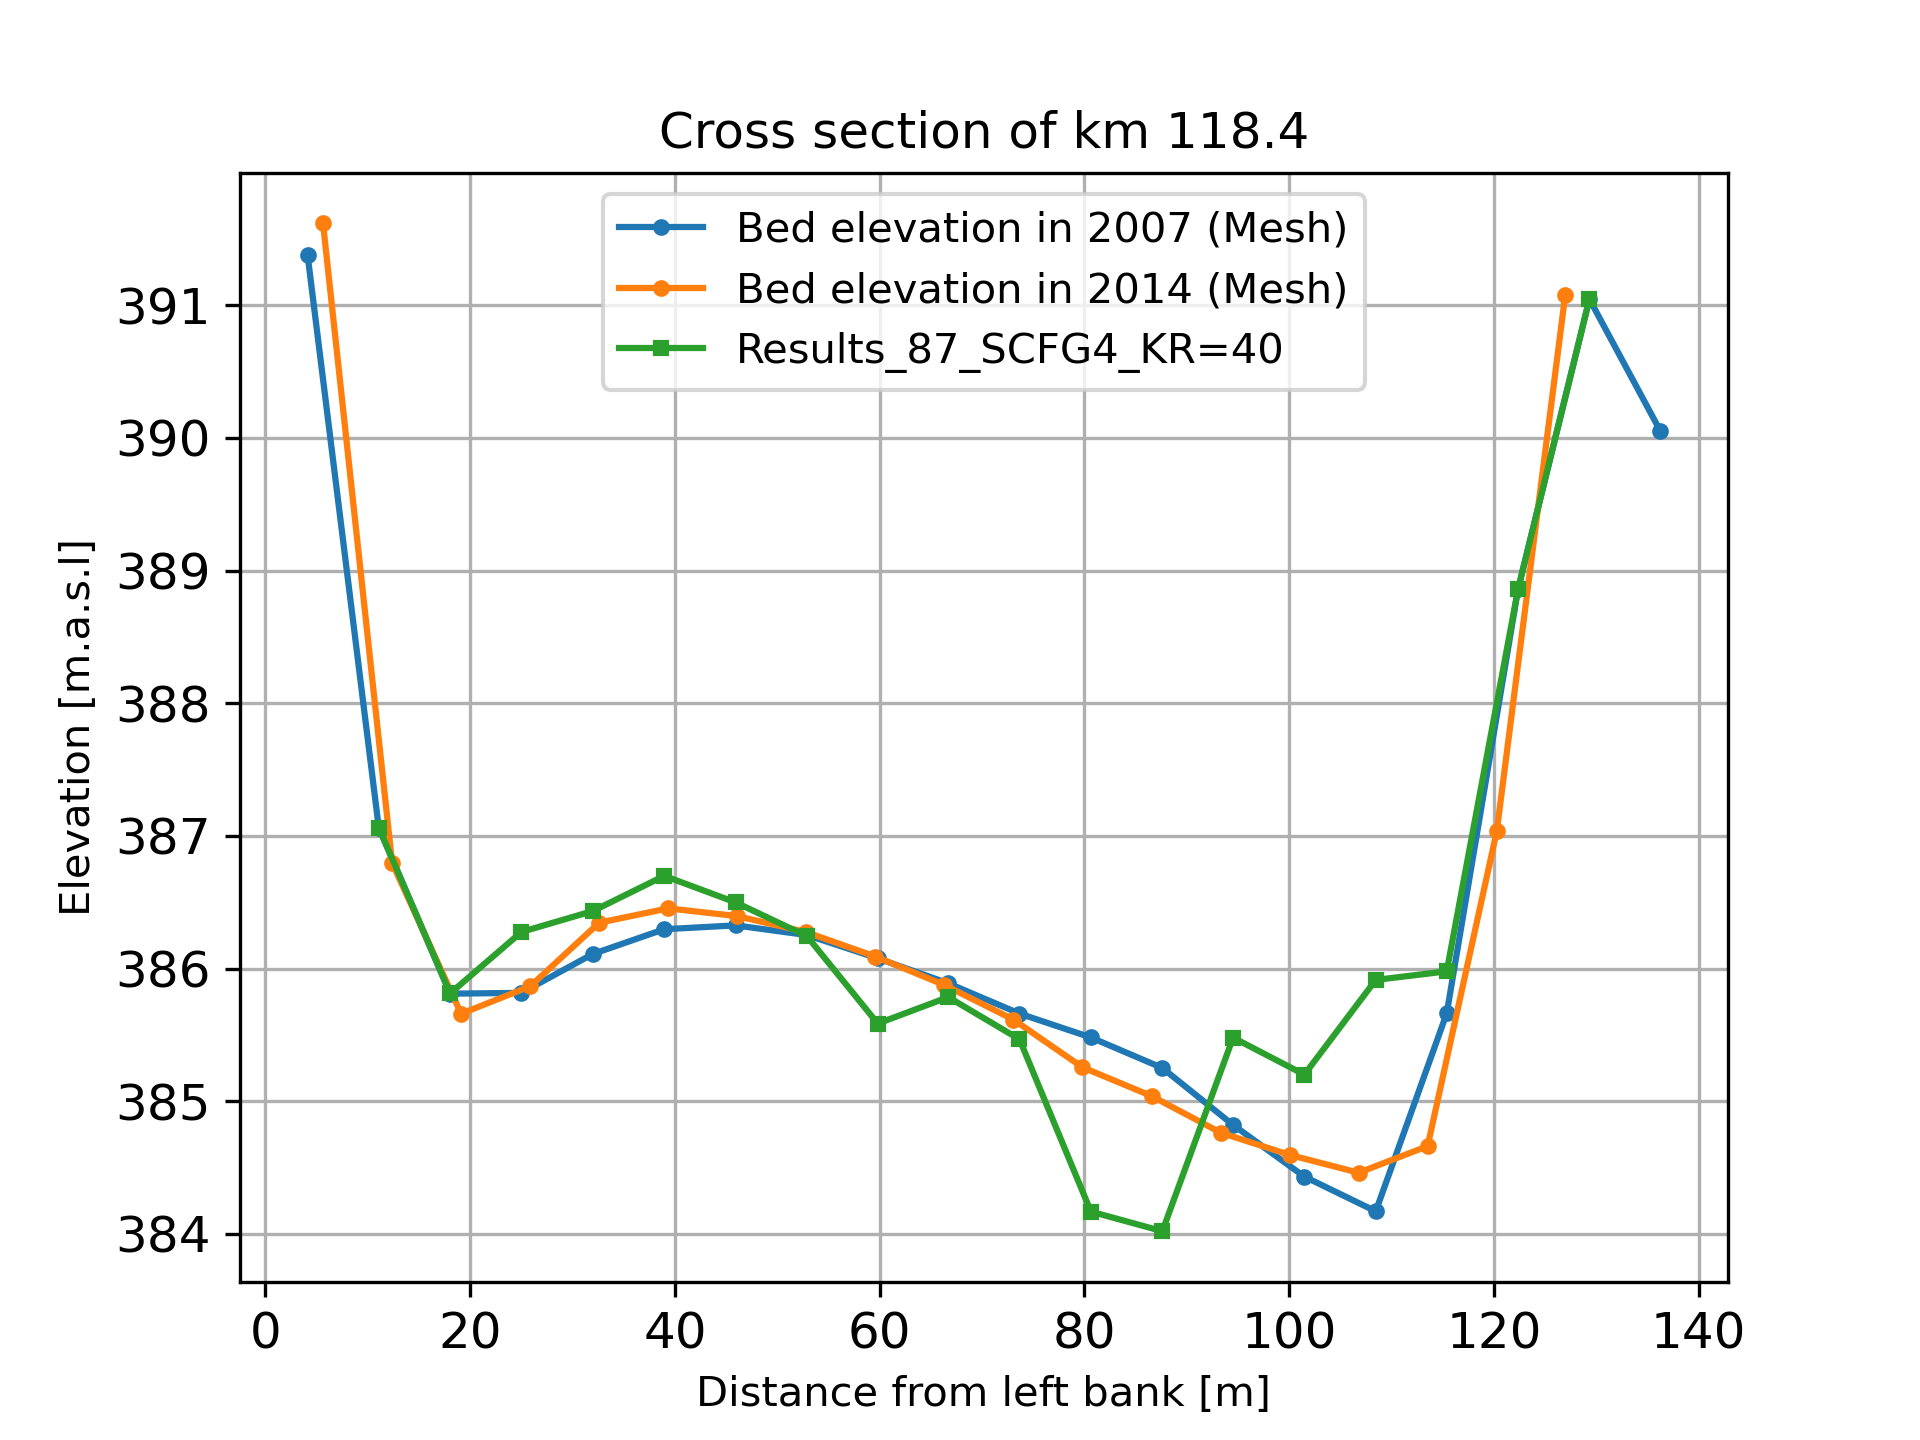 Cross section of km 118.4
Bed elevation in 2007 (Mesh)
Bed elevation in 2014 (Mesh)
Results_87_SCFG4_KR=40
Elevation [m.a.s.l]
391
390
389
388
387
386
385
384
0 20 40 60 80 100 120 140
Distance from left bank [m]